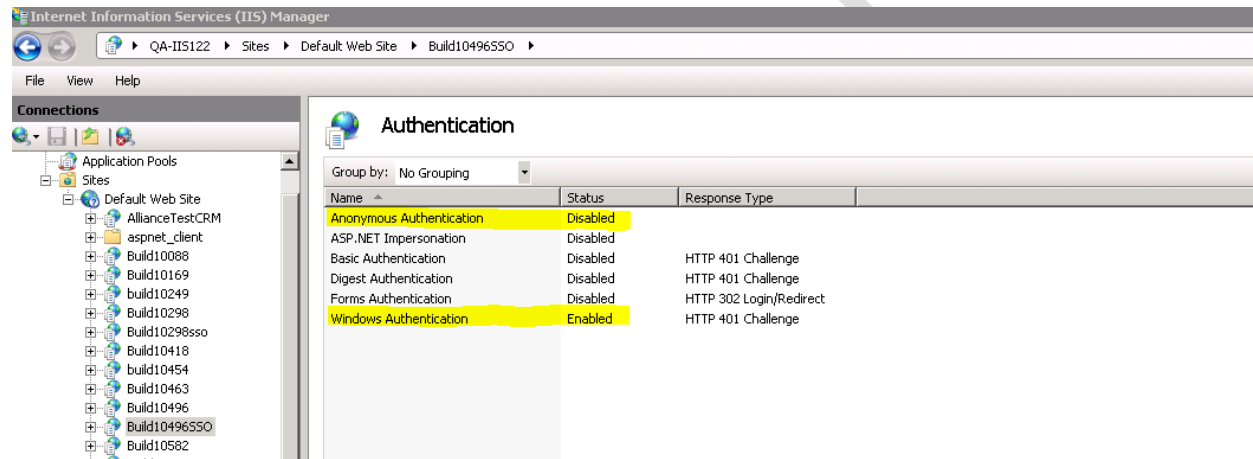 Internet Information Services (IIS) Manager
QA-IIS122 Sites Default Web Site Build10496SSO
File View Help
Connections
Application Pools
Sites
Default Web Site
AllianceTestCRM
aspnet_client
Build10088
Build10169
build10249
Build10298
Build10298sso
Build10418
build10454
Build10463
Build10496
Build10496SSO
Build10582
Authentication
Group by: No Grouping
Name Status Response Type
Anonymous Authentication Disabled
ASP.NET Impersonation Disabled
Basic Authentication Disabled HTTP 401 Challenge
Digest Authentication Disabled HTTP 401 Challenge
Forms Authentication Disabled HTTP 302 Login/Redirect
Windows Authentication Enabled HTTP 401 Challenge